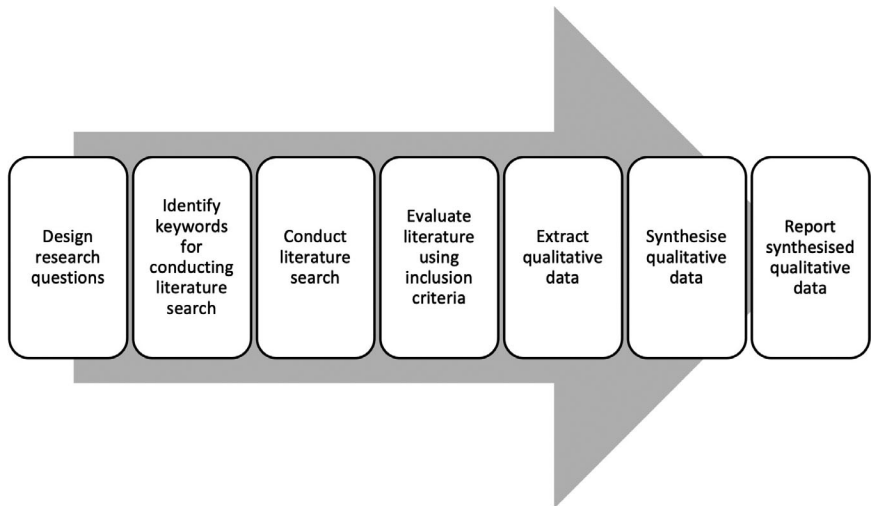 Design
research
questions
Identify
keywords
for
conducting
literature
search
Conduct
literature
search
Evaluate
literature
using
inclusion
criteria
Extract
qualitative
data
Synthesise
qualitative
data
Report
synthesised
qualitative
data